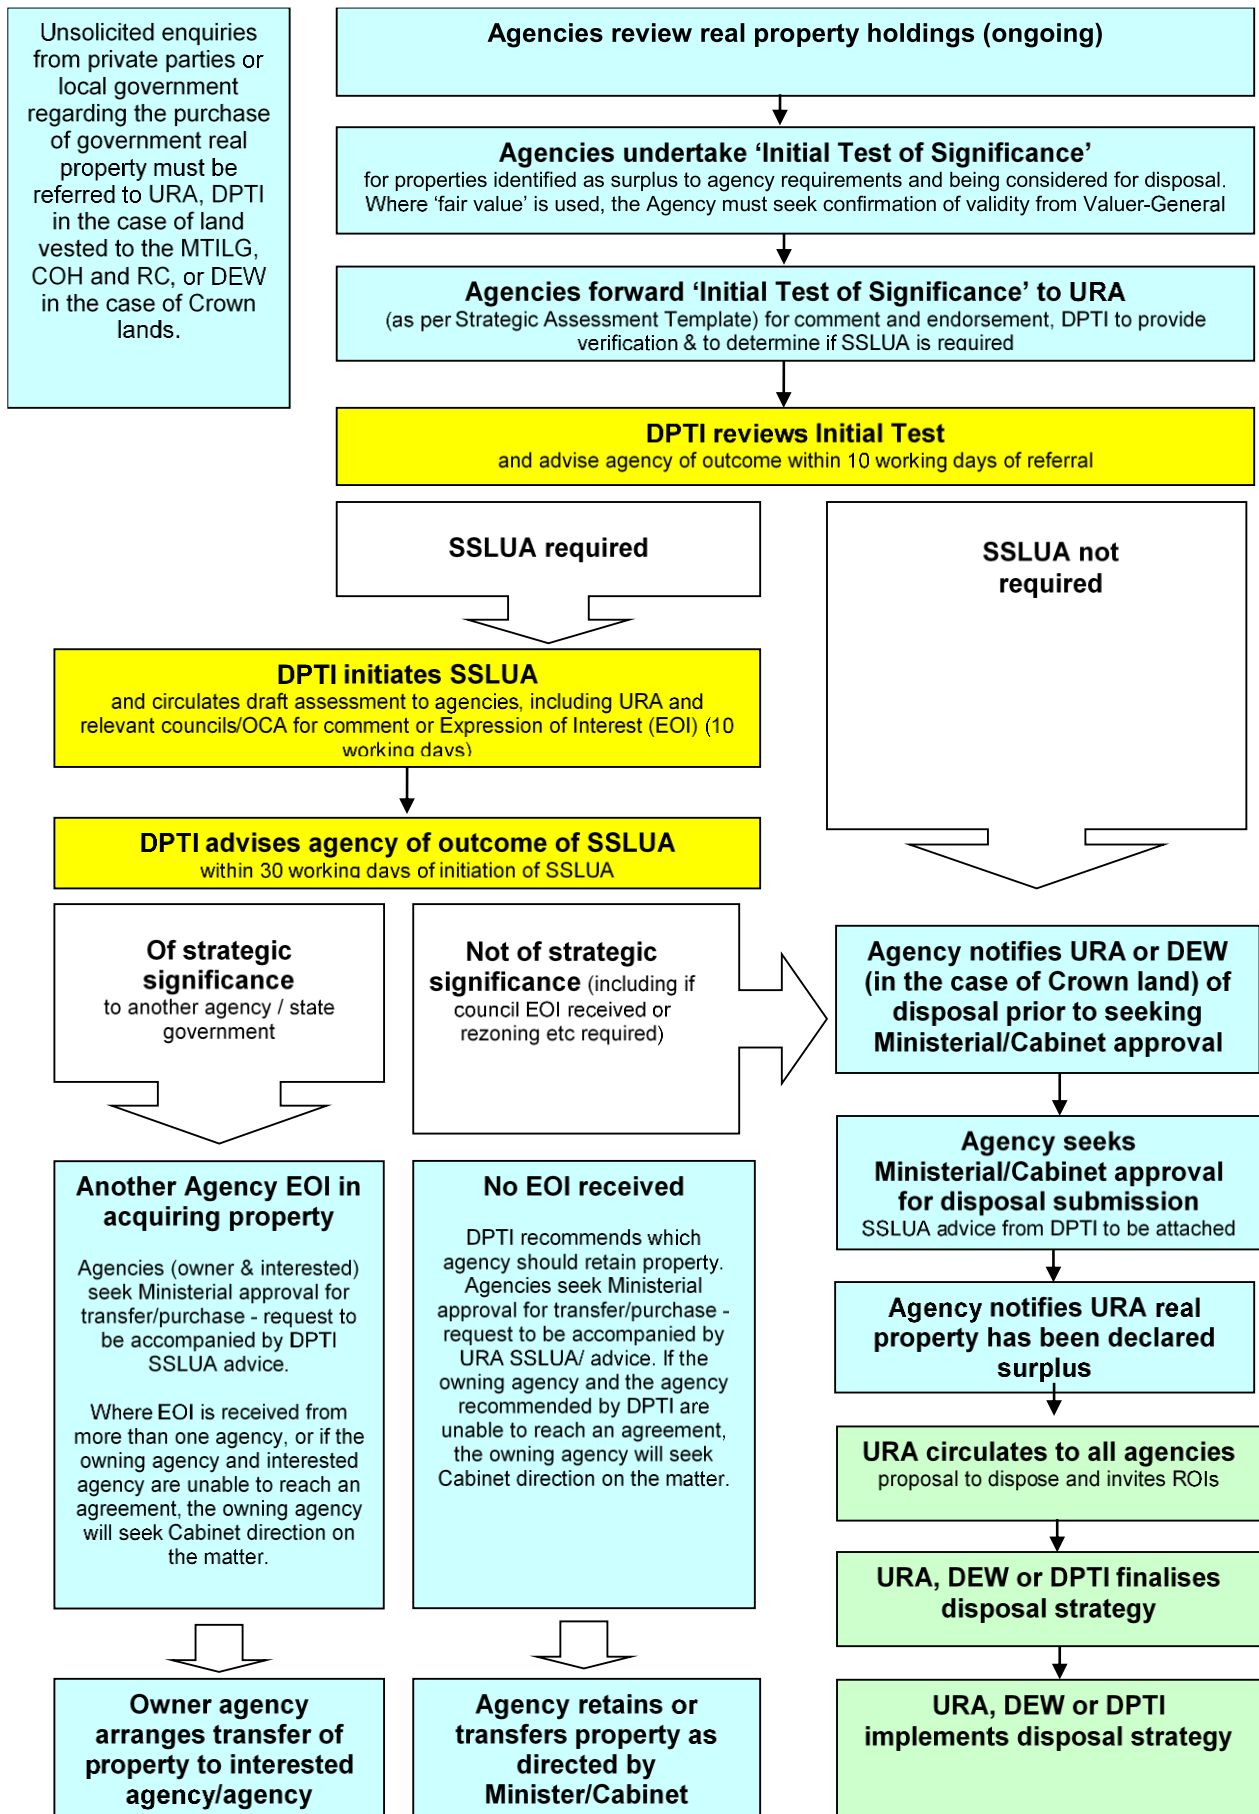 Unsolicited enquiries
from private parties or
local government
regarding the purchase
of government real
property must be
referred to URA, DPTI
in the case of land
vested to the MTILG,
COH and RC, or DEW
in the case of Crown
lands.
Agencies review real property holdings (ongoing)
Agencies undertake ‘Initial Test of Significance’
for properties identified as surplus to agency requirements and being considered for disposal.
Where ‘fair value’ is used, the Agency must seek confirmation of validity from Valuer-General
Agencies forward ‘Initial Test of Significance’ to URA
(as per Strategic Assessment Template) for comment and endorsement, DPTI to provide
verification & to determine if SSLUA is required
DPTI reviews Initial Test
and advise agency of outcome within 10 working days of referral
SSLUA required
SSLUA not
required
DPTI initiates SSLUA
and circulates draft assessment to agencies, including URA and
relevant councils/OCA for comment or Expression of Interest (EOI) (10
working days)
DPTI advises agency of outcome of SSLUA
within 30 working days of initiation of SSLUA
Of strategic
significance
to another agency / state
government
Not of strategic
significance (including if
council EOI received or
rezoning etc required)
Agency notifies URA or DEW
(in the case of Crown land) of
disposal prior to seeking
Ministerial/Cabinet approval
Agency seeks
Ministerial/Cabinet approval
for disposal submission
SSLUA advice from DPTI to be attached
Agency notifies URA real
property has been declared
surplus
URA circulates to all agencies
proposal to dispose and invites ROIs
URA, DEW or DPTI finalises
disposal strategy
URA, DEW or DPTI
implements disposal strategy
Another Agency EOI in
acquiring property
Agencies (owner & interested)
seek Ministerial approval for
transfer/purchase - request to
be accompanied by DPTI
SSLUA advice.
Where EOI is received from
more than one agency, or if the
owning agency and interested
agency are unable to reach an
agreement, the owning agency
will seek Cabinet direction on
the matter.
No EOI received
DPTI recommends which
agency should retain property.
Agencies seek Ministerial
approval for transfer/purchase -
request to be accompanied by
URA SSLUA/ advice. If the
owning agency and the agency
recommended by DPTI are
unable to reach an agreement,
the owning agency will seek
Cabinet direction on the matter.
Owner agency
arranges transfer of
property to interested
agency/agency
Agency retains or
transfers property as
directed by
Minister/Cabinet